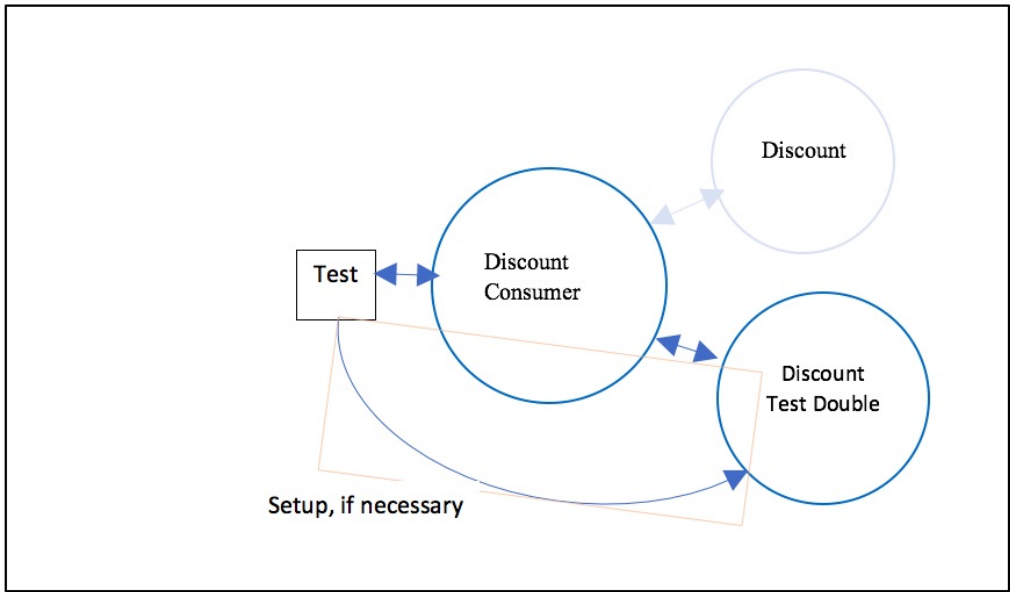 Discount
Test
Discount
Consumer
Discount
Test Double
Setup, if necessary